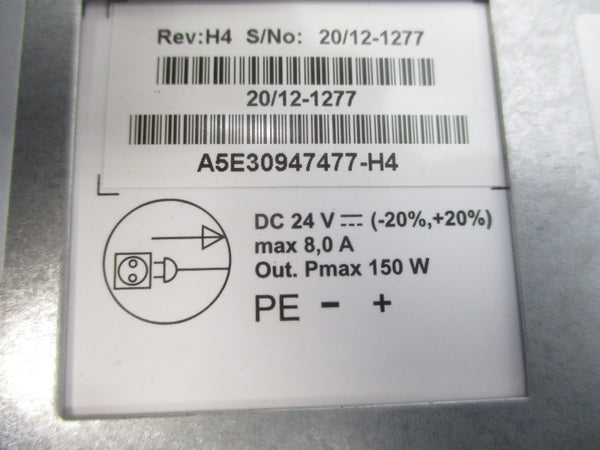 Rev:H4 S/No: 20/12-1277
20/12-1277
A5E30947477-H4
DC 24 V ⎓ (-20%,+20%)
max 8,0 A
Out. Pmax 150 W
PE - +